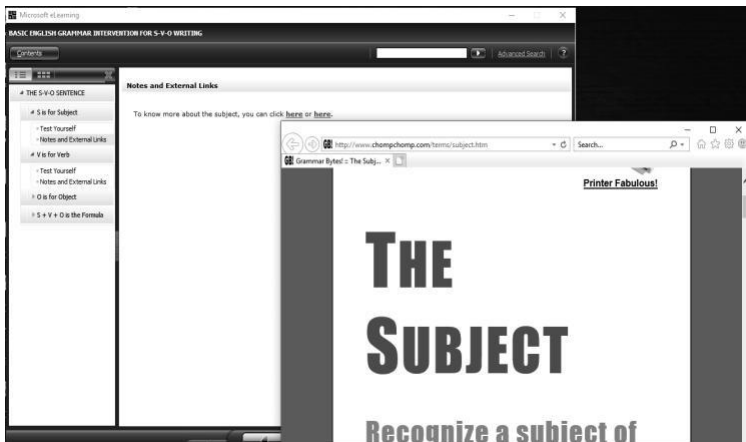 Microsoft eLearning
BASIC ENGLISH GRAMMAR INTERVENTION FOR S-V-O WRITING
Contents
Advanced Search
THE S-V-O SENTENCE
S is for Subject
Test Yourself
Notes and External Links
V is for Verb
Test Yourself
Notes and External Links
O is for Object
S + V + O is the Formula
Notes and External Links
To know more about the subject, you can click here or here.
http://www.chompchomp.com/terms/subject.htm
Search...
Grammar Bytes! :: The Subj...
Printer Fabulous!
THE
SUBJECT
Recognize a subject of